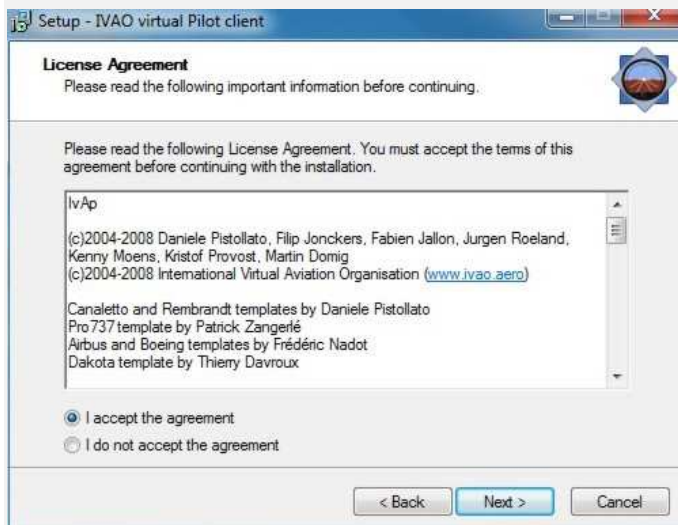 Setup - IVAO virtual Pilot client
License Agreement
Please read the following important information before continuing.
Please read the following License Agreement. You must accept the terms of this
agreement before continuing with the installation.
IvAp
(c)2004-2008 Daniele Pistollato, Filip Jonckers, Fabien Jallon, Jurgen Roeland,
Kenny Moens, Kristof Provost, Martin Domig
(c)2004-2008 International Virtual Aviation Organisation (www.ivao.aero)
Canaletto and Rembrandt templates by Daniele Pistollato
Pro737 template by Patrick Zangerlé
Airbus and Boeing templates by Frédéric Nadot
Dakota template by Thierry Davroux
I accept the agreement
I do not accept the agreement
< Back Next > Cancel